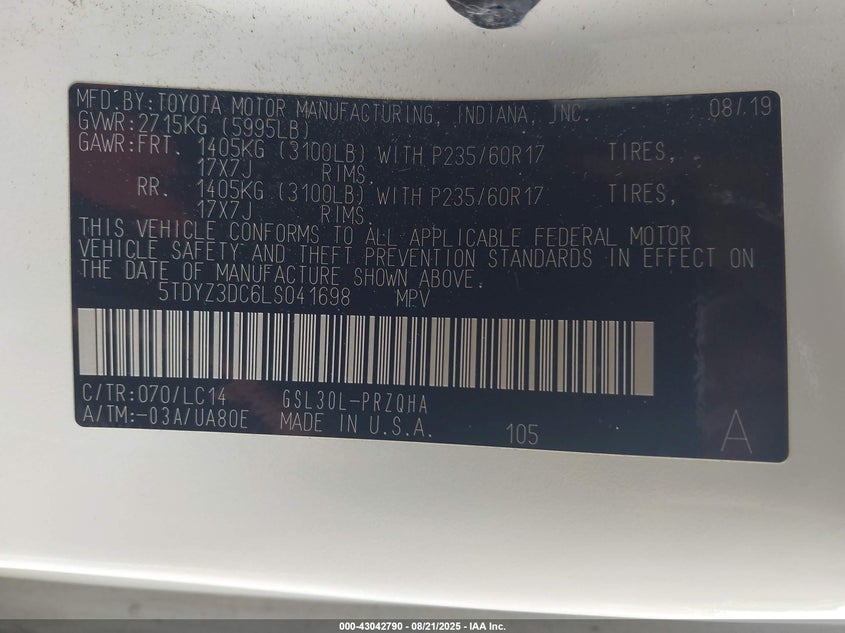 MFD.BY:TOYOTA MOTOR MANUFACTURING, INDIANA, INC. 08/19
GVWR:2715KG (5995LB)
GAWR:FRT. 1405KG (3100LB) WITH P235/60R17 TIRES,
17X7J RIMS.
RR. 1405KG (3100LB) WITH P235/60R17 TIRES,
17X7J RIMS.
THIS VEHICLE CONFORMS TO ALL APPLICABLE FEDERAL MOTOR
VEHICLE SAFETY AND THEFT PREVENTION STANDARDS IN EFFECT ON
THE DATE OF MANUFACTURE SHOWN ABOVE.
5TDYZ3DC6LS041698 MPV
C/TR:070/LC14 GSL30L-PRZQHA
A/TM:-03A/UA80E MADE IN U.S.A. 105 A
000-43042790 - 08/21/2025 - IAA Inc.